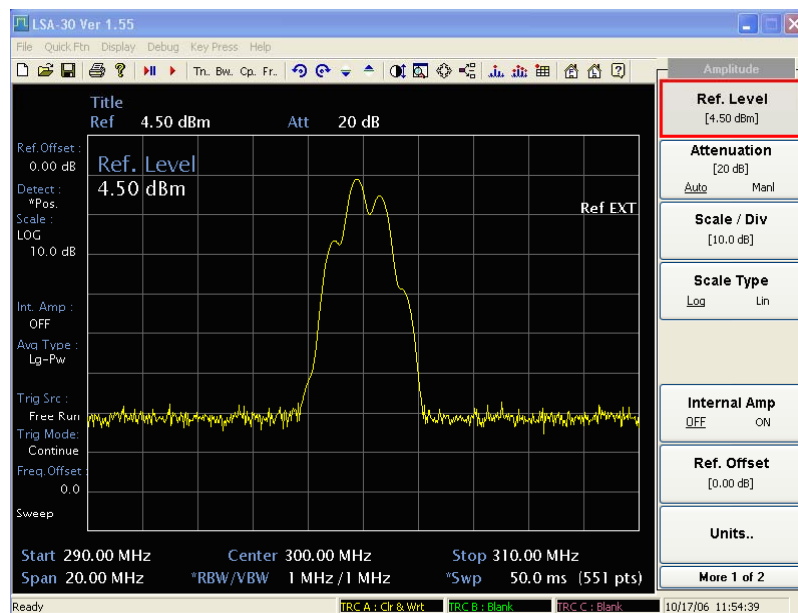 LSA-30 Ver 1.55
File Quick.Ftn Display Debug Key Press Help
Tn.. Bw.. Cp.. Fr..
Amplitude
Title
Ref 4.50 dBm Att 20 dB
Ref.Offset :
0.00 dB
Detect :
*Pos.
Scale :
LOG
10.0 dB
Int. Amp :
OFF
Avg Type :
Lg-Pw
Trig Src :
Free Run
Trig Mode:
Continue
Freq.Offset :
0.0
Sweep
Ref. Level
4.50 dBm
Ref EXT
Start 290.00 MHz Center 300.00 MHz Stop 310.00 MHz
Span 20.00 MHz *RBW/VBW 1 MHz /1 MHz *Swp 50.0 ms (551 pts)
Ref. Level
[4.50 dBm]
Attenuation
[20 dB]
Auto Manl
Scale / Div
[10.0 dB]
Scale Type
Log Lin
Internal Amp
OFF ON
Ref. Offset
[0.00 dB]
Units..
More 1 of 2
Ready TRC A : Clr & Wrt TRC B : Blank TRC C : Blank 10/17/06 11:54:39